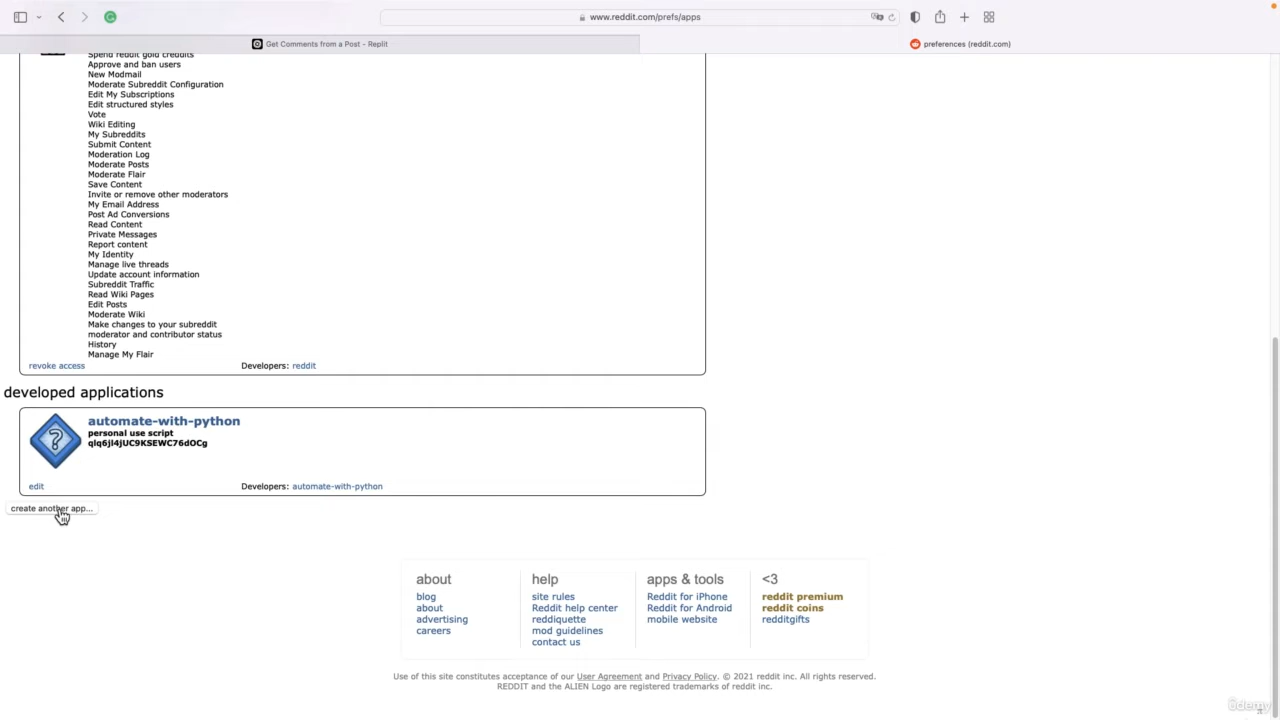 www.reddit.com/prefs/apps
Get Comments from a Post - Replit
preferences (reddit.com)
Spend reddit gold credits
Approve and ban users
New Modmail
Moderate Subreddit Configuration
Edit My Subscriptions
Edit structured styles
Vote
Wiki Editing
My Subreddits
Submit Content
Moderation Log
Moderate Posts
Moderate Flair
Save Content
Invite or remove other moderators
My Email Address
Post Ad Conversions
Read Content
Private Messages
Report content
My Identity
Manage live threads
Update account information
Subreddit Traffic
Read Wiki Pages
Edit Posts
Moderate Wiki
Make changes to your subreddit
moderator and contributor status
History
Manage My Flair
revoke access Developers: reddit
developed applications
automate-with-python
personal use script
qlq6jl4jUC9KSEWC76dOCg
edit Developers: automate-with-python
create another app...
about help apps & tools <3
blog site rules Reddit for iPhone reddit premium
about Reddit help center Reddit for Android reddit coins
advertising reddiquette mobile website redditgifts
careers mod guidelines
contact us
Use of this site constitutes acceptance of our User Agreement and Privacy Policy. © 2021 reddit inc. All rights reserved.
REDDIT and the ALIEN Logo are registered trademarks of reddit inc.
ûdemy